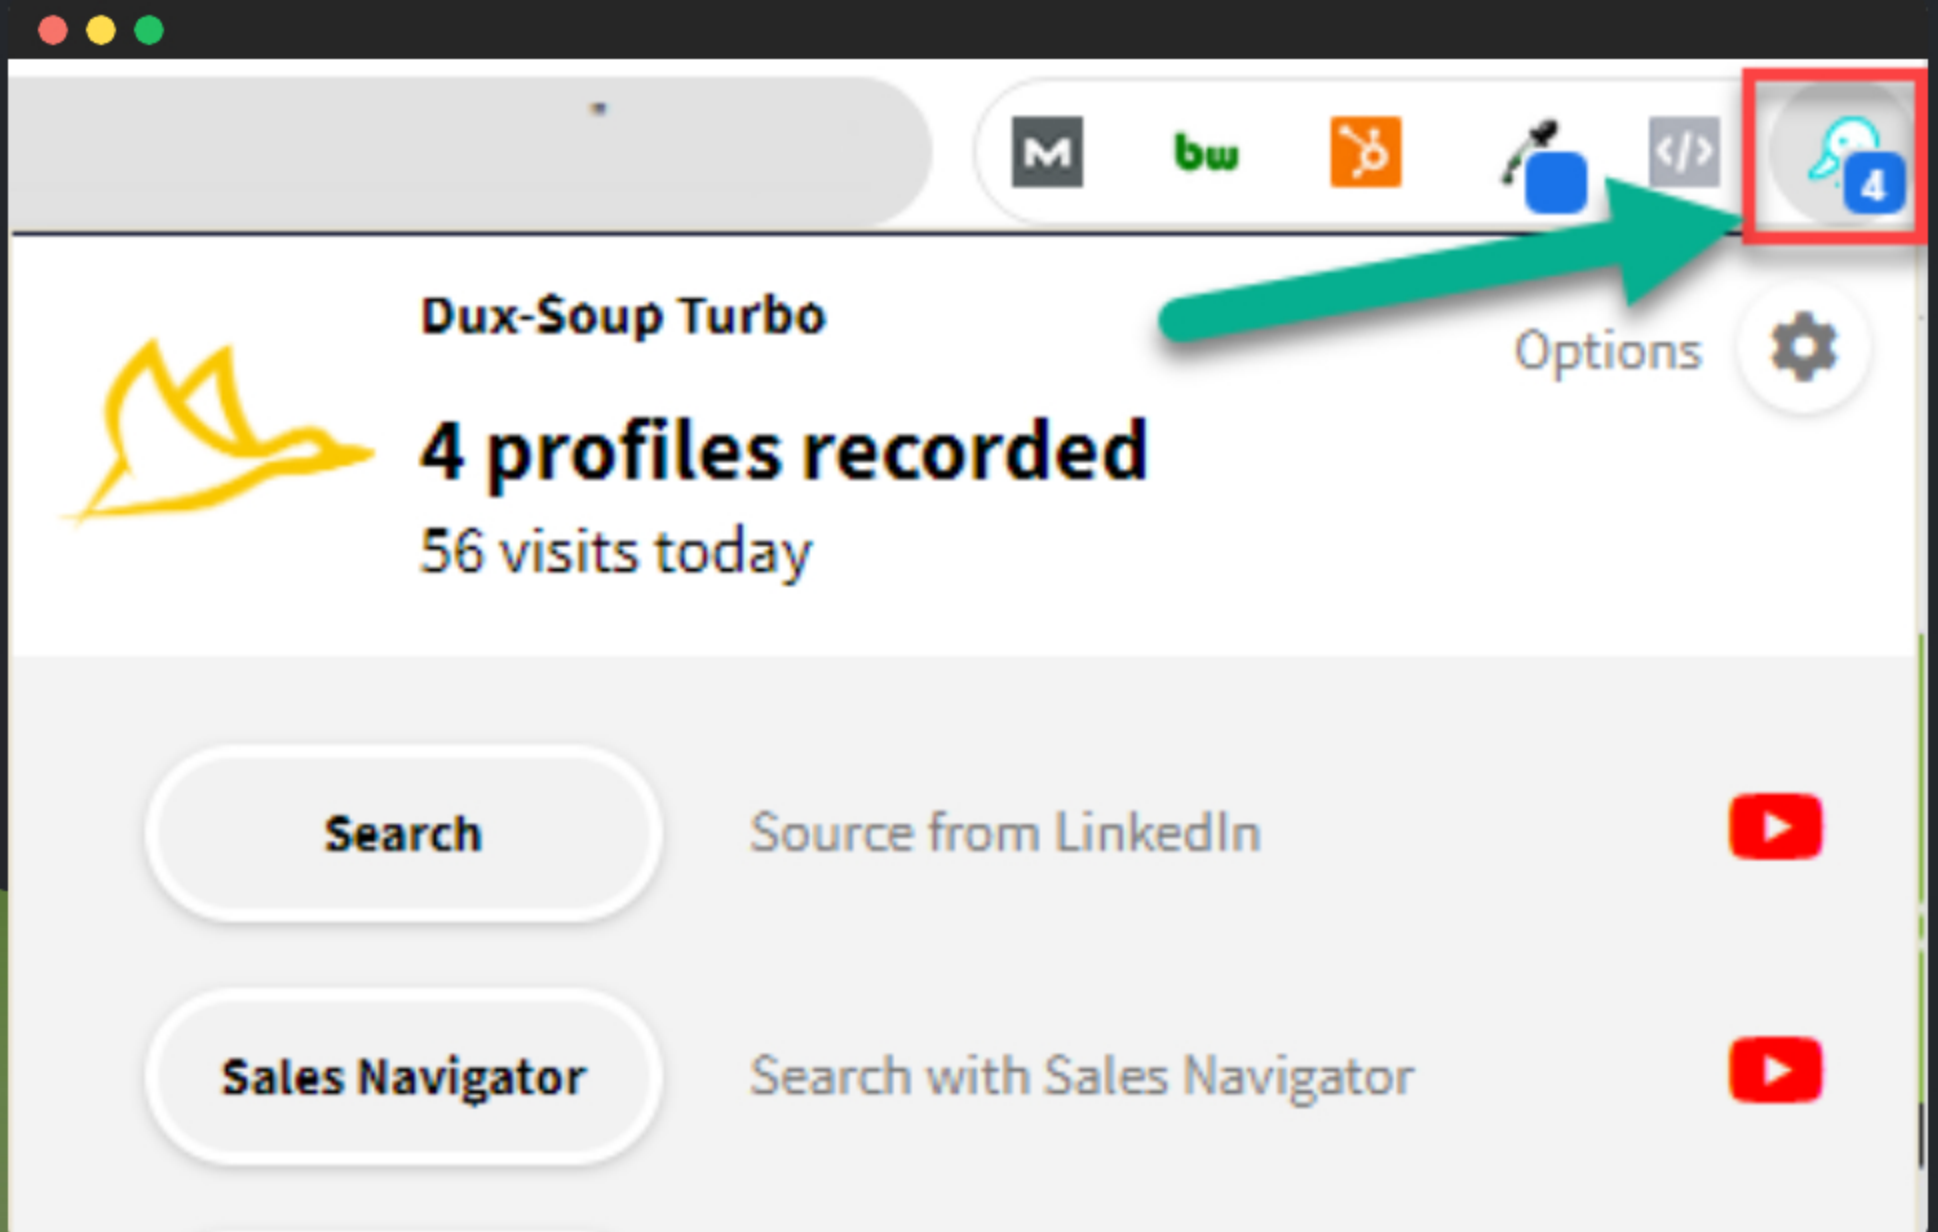 M
bw
</>
4
Dux-Soup Turbo
Options
4 profiles recorded
56 visits today
Search
Source from LinkedIn
Sales Navigator
Search with Sales Navigator